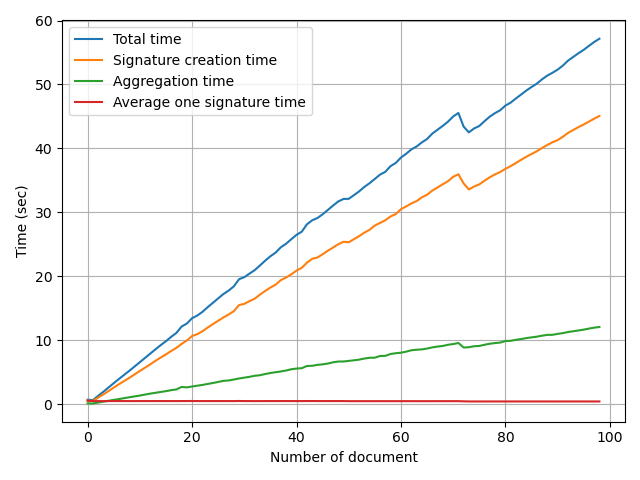 Total time
Signature creation time
Aggregation time
Average one signature time
60
50
40
30
20
10
0
Time (sec)
0 20 40 60 80 100
Number of document